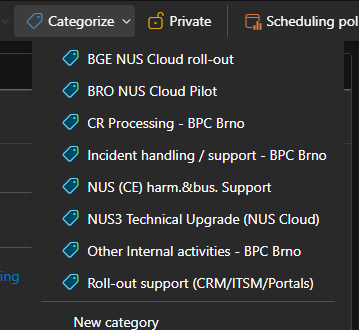 Categorize Private Scheduling pol
BGE NUS Cloud roll-out
BRO NUS Cloud Pilot
CR Processing - BPC Brno
Incident handling / support - BPC Brno
NUS (CE) harm.&bus. Support
NUS3 Technical Upgrade (NUS Cloud)
Other Internal activities - BPC Brno
ing
Roll-out support (CRM/ITSM/Portals)
New category